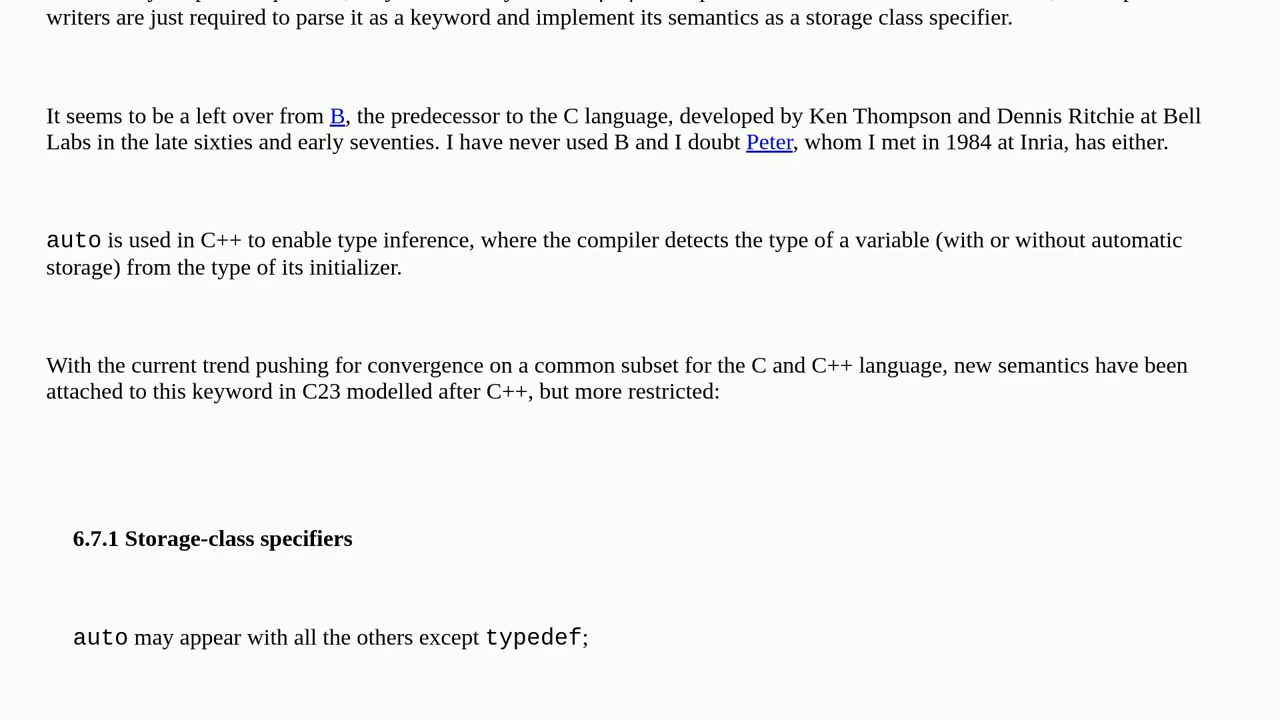 writers are just required to parse it as a keyword and implement its semantics as a storage class specifier.
It seems to be a left over from B, the predecessor to the C language, developed by Ken Thompson and Dennis Ritchie at Bell
Labs in the late sixties and early seventies. I have never used B and I doubt Peter, whom I met in 1984 at Inria, has either.
auto is used in C++ to enable type inference, where the compiler detects the type of a variable (with or without automatic
storage) from the type of its initializer.
With the current trend pushing for convergence on a common subset for the C and C++ language, new semantics have been
attached to this keyword in C23 modelled after C++, but more restricted:
6.7.1 Storage-class specifiers
auto may appear with all the others except typedef;